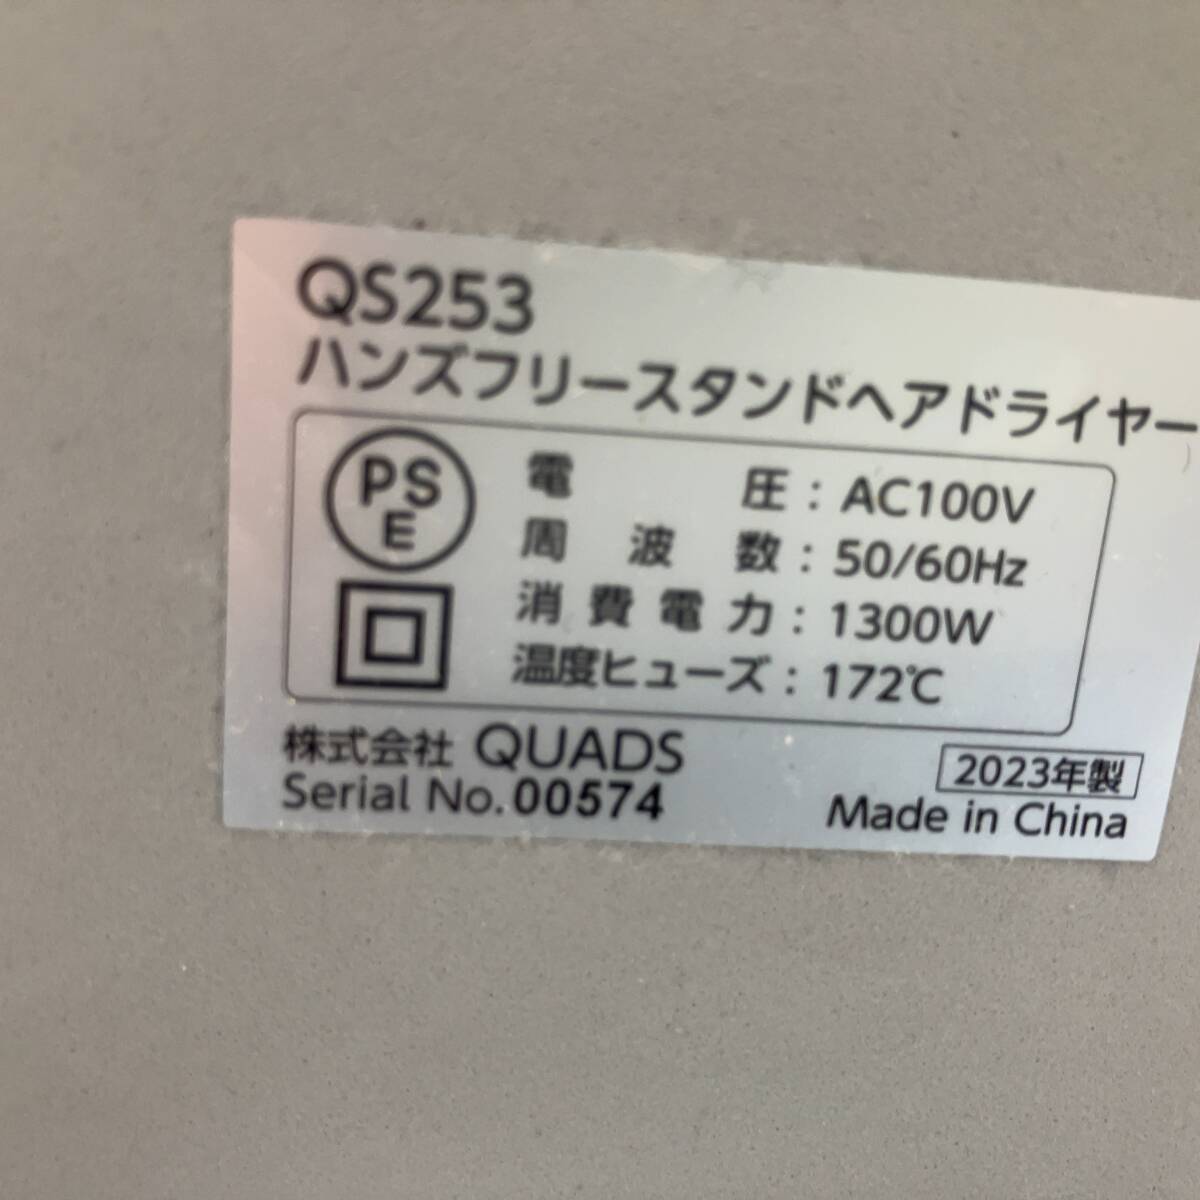 QS253
ハンズフリースタンドヘアドライヤー
PS
E
電圧：AC100V
周波数：50/60Hz
消費電力：1300W
温度ヒューズ：172℃
株式会社 QUADS
Serial No.00574
2023年製
Made in China